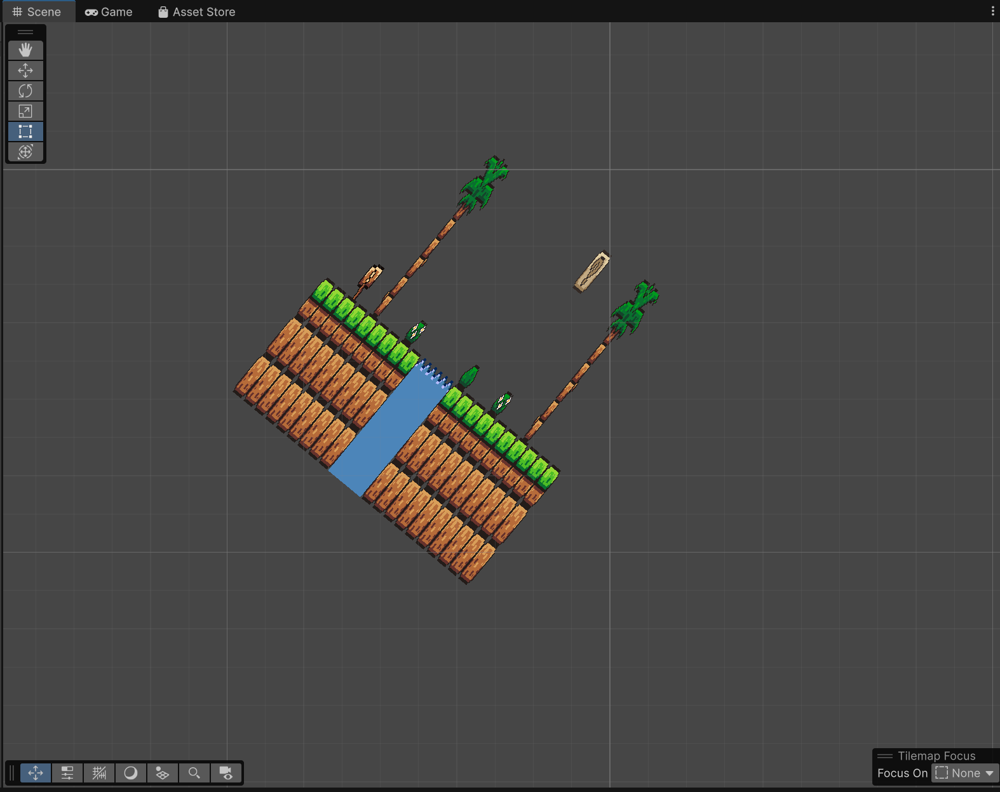 Scene
Game
Asset Store
Tilemap Focus
Focus On
None